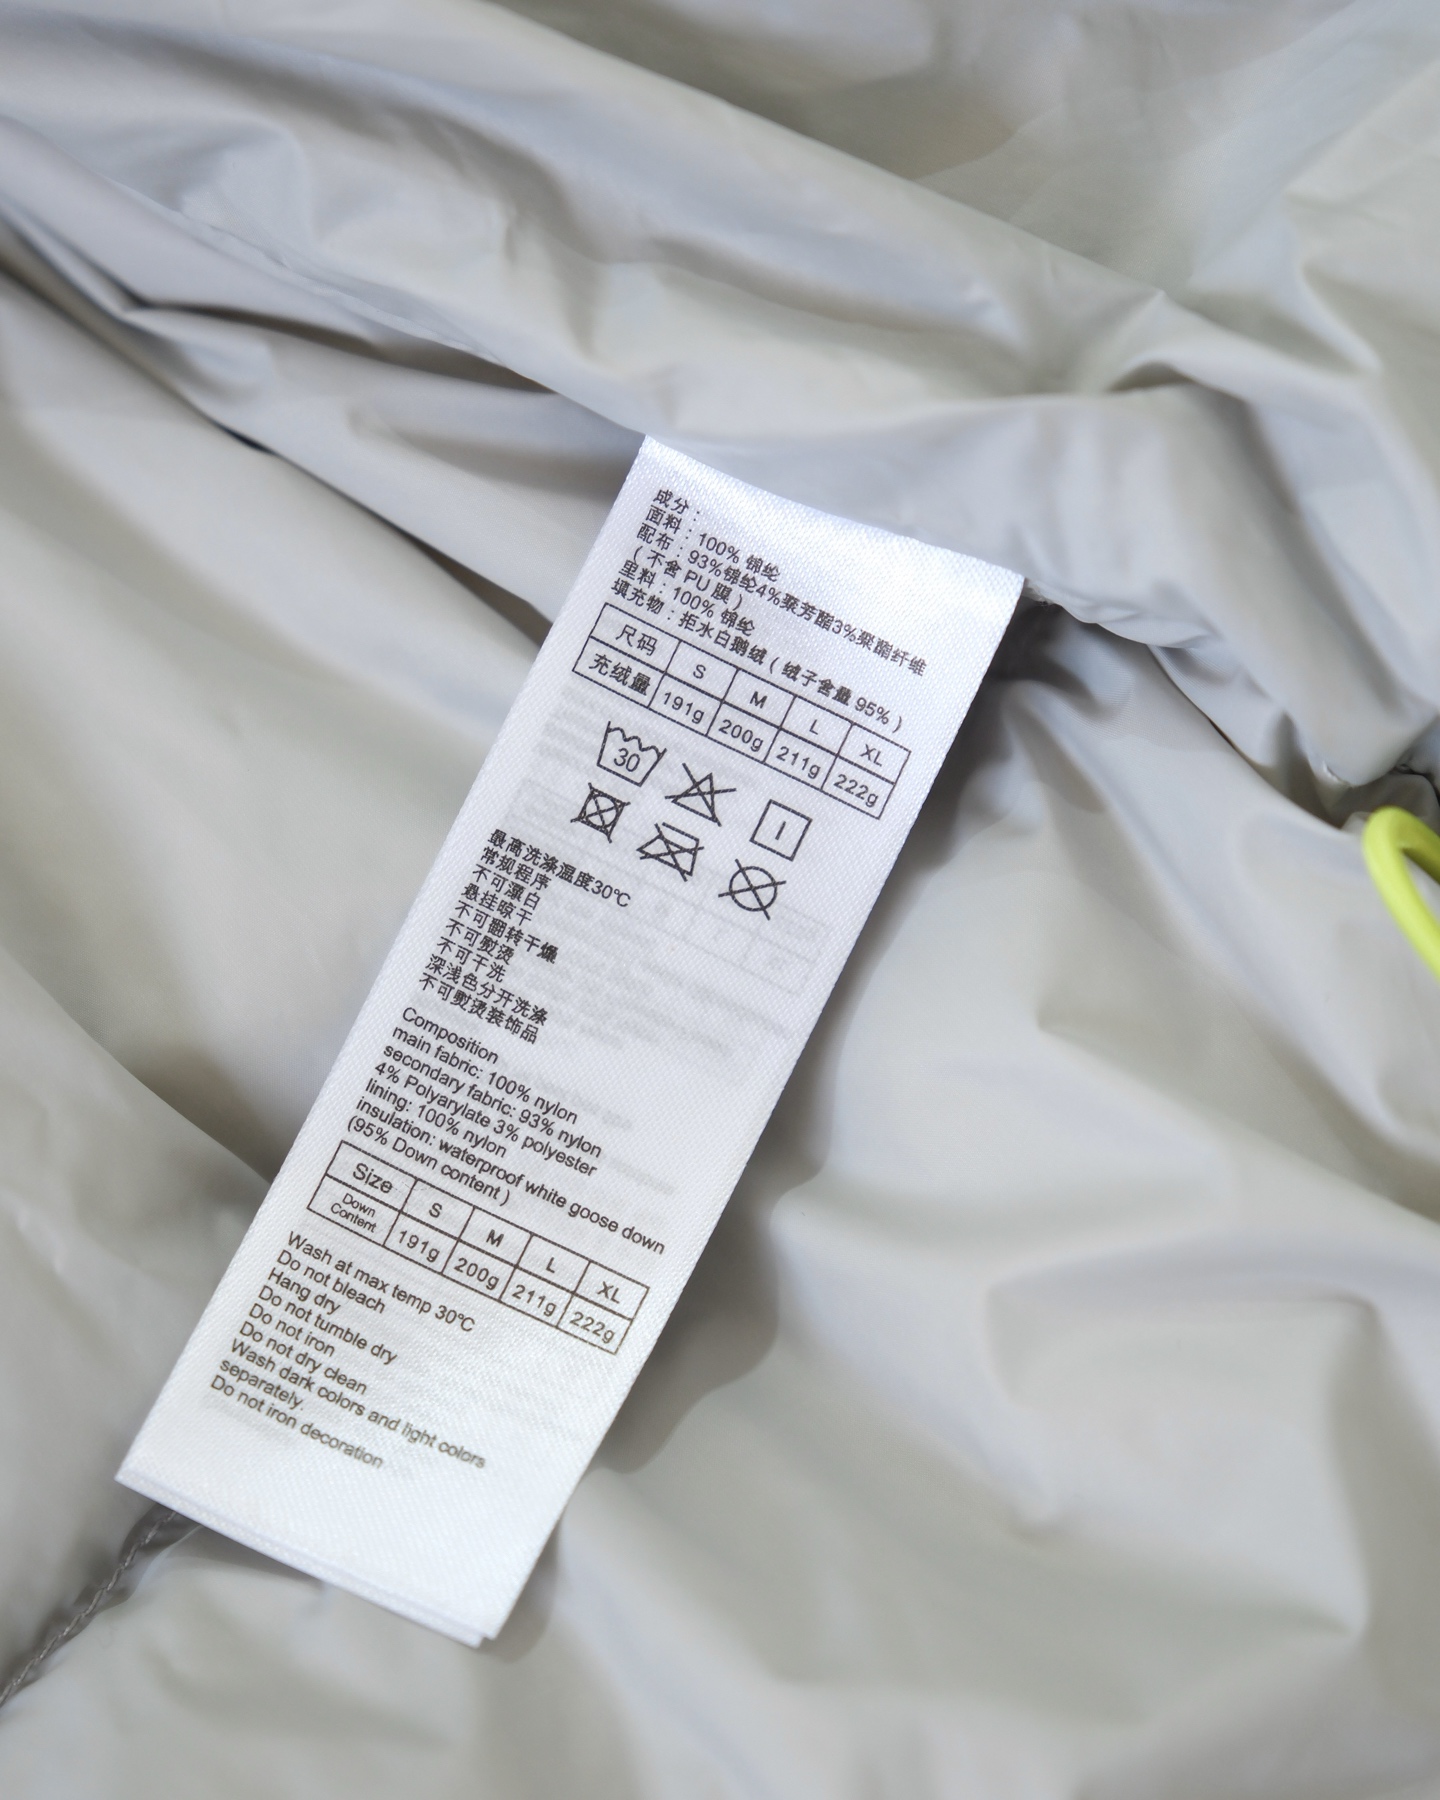 成分：
面料：100% 锦纶
配布：93%锦纶4%聚芳酯3%聚酯纤维
（不含 PU 膜）
里料：100% 锦纶
填充物：拒水白鹅绒（绒子含量 95%）
尺码 S M L XL
充绒量 191g 200g 211g 222g
30
最高洗涤温度30℃
常规程序
不可漂白
悬挂晾干
不可翻转干燥
不可熨烫
不可干洗
深浅色分开洗涤
不可熨烫装饰品
Composition
main fabric: 100% nylon
secondary fabric: 93% nylon
4% Polyarylate 3% polyester
lining: 100% nylon
insulation: waterproof white goose down
(95% Down content )
Size S M L XL
Down Content 191g 200g 211g 222g
Wash at max temp 30℃
Do not bleach
Hang dry
Do not tumble dry
Do not iron
Do not dry clean
Wash dark colors and light colors
separately.
Do not iron decoration